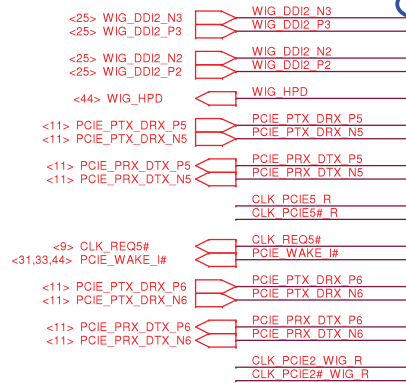 <25> WIG_DDI2_N3 WIG_DDI2_N3
<25> WIG_DDI2_P3 WIG_DDI2_P3
<25> WIG_DDI2_N2 WIG_DDI2_N2
<25> WIG_DDI2_P2 WIG_DDI2_P2
<44> WIG_HPD WIG_HPD
<11> PCIE_PTX_DRX_P5 PCIE_PTX_DRX_P5
<11> PCIE_PTX_DRX_N5 PCIE_PTX_DRX_N5
<11> PCIE_PRX_DTX_P5 PCIE_PRX_DTX_P5
<11> PCIE_PRX_DTX_N5 PCIE_PRX_DTX_N5
CLK_PCIE5_R
CLK_PCIE5#_R
<9> CLK_REQ5# CLK_REQ5#
<31,33,44> PCIE_WAKE_I# PCIE_WAKE_I#
<11> PCIE_PTX_DRX_P6 PCIE_PTX_DRX_P6
<11> PCIE_PTX_DRX_N6 PCIE_PTX_DRX_N6
<11> PCIE_PRX_DTX_P6 PCIE_PRX_DTX_P6
<11> PCIE_PRX_DTX_N6 PCIE_PRX_DTX_N6
CLK_PCIE2_WIG_R
CLK_PCIE2#_WIG_R